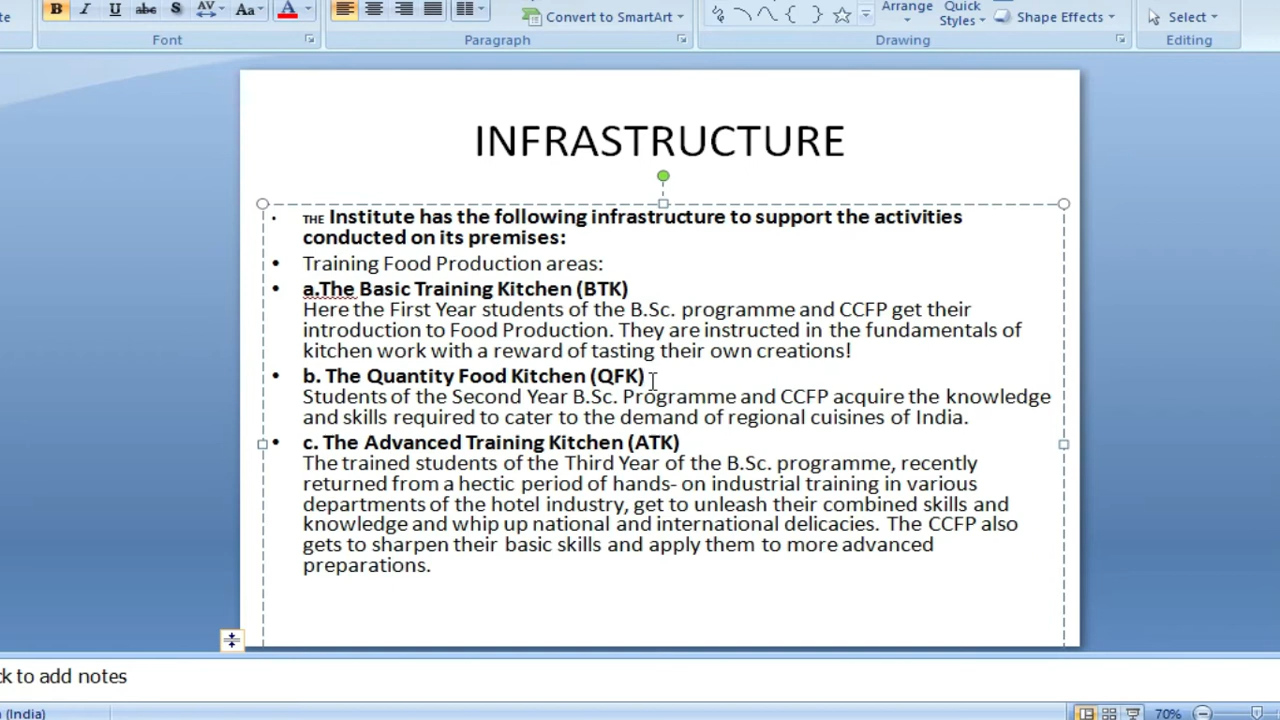 B I U abc S AV Aa A
Convert to SmartArt
Arrange
Quick
Styles
Shape Effects
Select
Font
Paragraph
Drawing
Editing
INFRASTRUCTURE
• THE Institute has the following infrastructure to support the activities
conducted on its premises:
• Training Food Production areas:
• a.The Basic Training Kitchen (BTK)
Here the First Year students of the B.Sc. programme and CCFP get their
introduction to Food Production. They are instructed in the fundamentals of
kitchen work with a reward of tasting their own creations!
• b. The Quantity Food Kitchen (QFK)
Students of the Second Year B.Sc. Programme and CCFP acquire the knowledge
and skills required to cater to the demand of regional cuisines of India.
• c. The Advanced Training Kitchen (ATK)
The trained students of the Third Year of the B.Sc. programme, recently
returned from a hectic period of hands- on industrial training in various
departments of the hotel industry, get to unleash their combined skills and
knowledge and whip up national and international delicacies. The CCFP also
gets to sharpen their basic skills and apply them to more advanced
preparations.
ck to add notes
(India)
70%